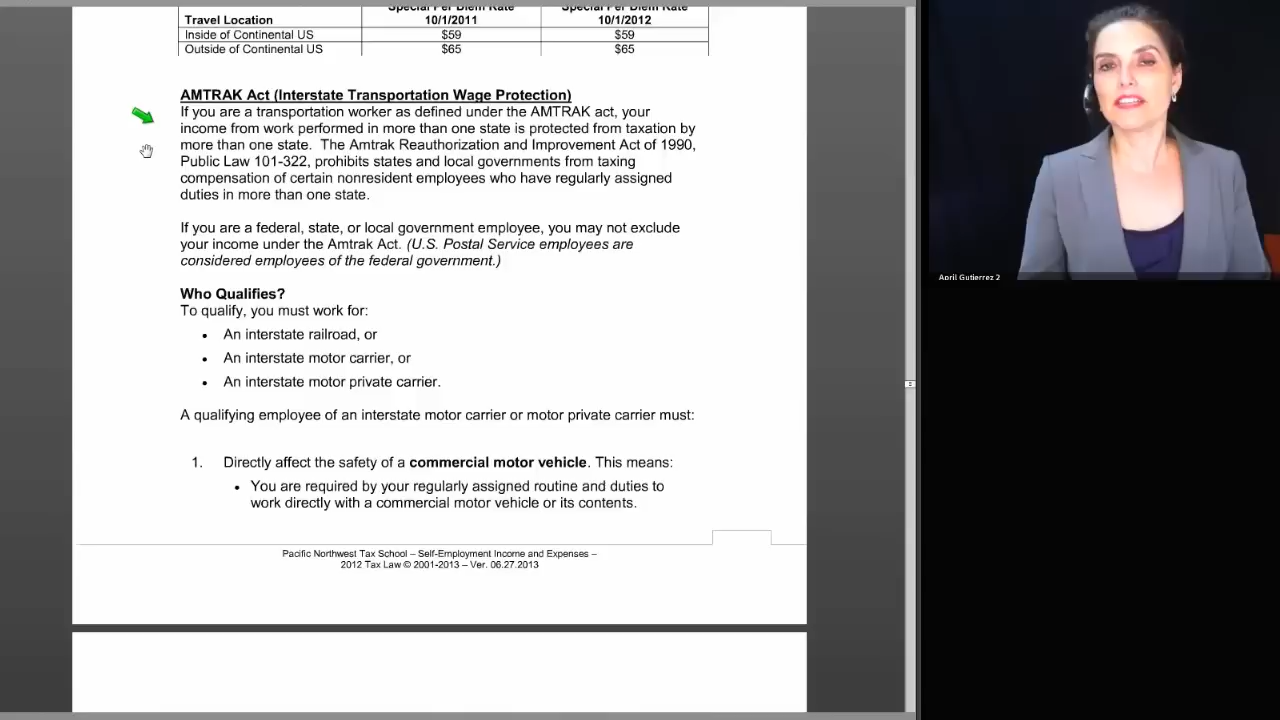 Special Per Diem Rate Special Per Diem Rate
Travel Location 10/1/2011 10/1/2012
Inside of Continental US $59 $59
Outside of Continental US $65 $65
AMTRAK Act (Interstate Transportation Wage Protection)
If you are a transportation worker as defined under the AMTRAK act, your
income from work performed in more than one state is protected from taxation by
more than one state.  The Amtrak Reauthorization and Improvement Act of 1990,
Public Law 101-322, prohibits states and local governments from taxing
compensation of certain nonresident employees who have regularly assigned
duties in more than one state.
If you are a federal, state, or local government employee, you may not exclude
your income under the Amtrak Act. (U.S. Postal Service employees are
considered employees of the federal government.)
Who Qualifies?
To qualify, you must work for:
• An interstate railroad, or
• An interstate motor carrier, or
• An interstate motor private carrier.
A qualifying employee of an interstate motor carrier or motor private carrier must:
1. Directly affect the safety of a commercial motor vehicle. This means:
• You are required by your regularly assigned routine and duties to
work directly with a commercial motor vehicle or its contents.
Pacific Northwest Tax School – Self-Employment Income and Expenses –
2012 Tax Law © 2001-2013 – Ver. 06.27.2013
April Gutierrez 2